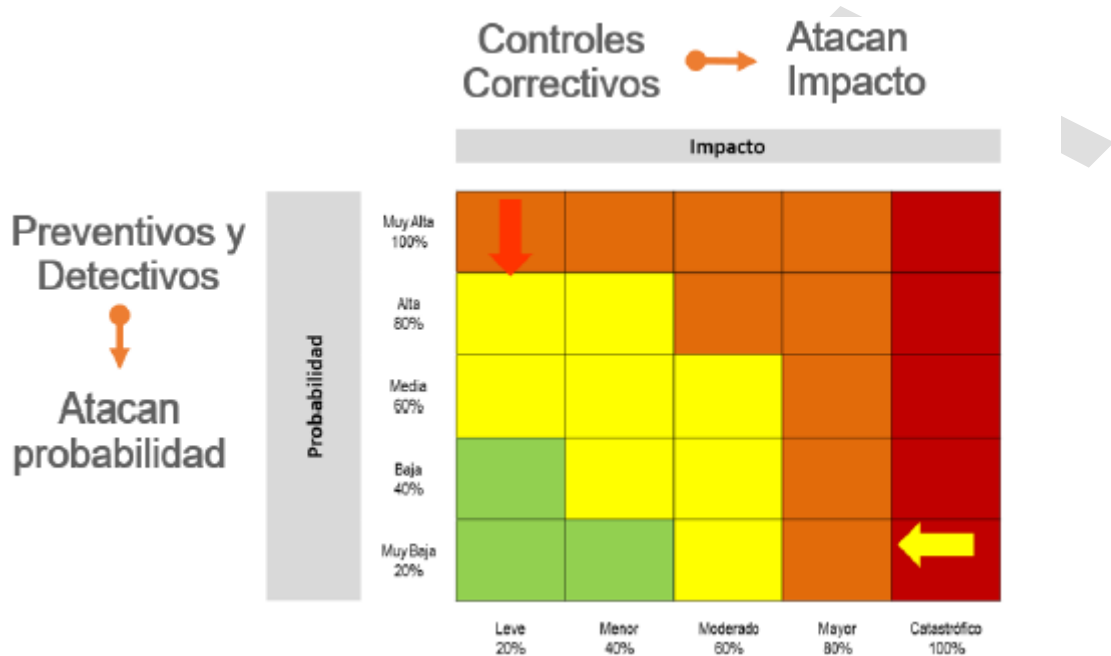 Controles
Correctivos
Atacan
Impacto
Impacto
Preventivos y
Detectivos
Atacan
probabilidad
Probabilidad
Muy Alta
100%
Alta
80%
Media
60%
Baja
40%
Muy Baja
20%
Leve
20%
Menor
40%
Moderado
60%
Mayor
80%
Catastrófico
100%